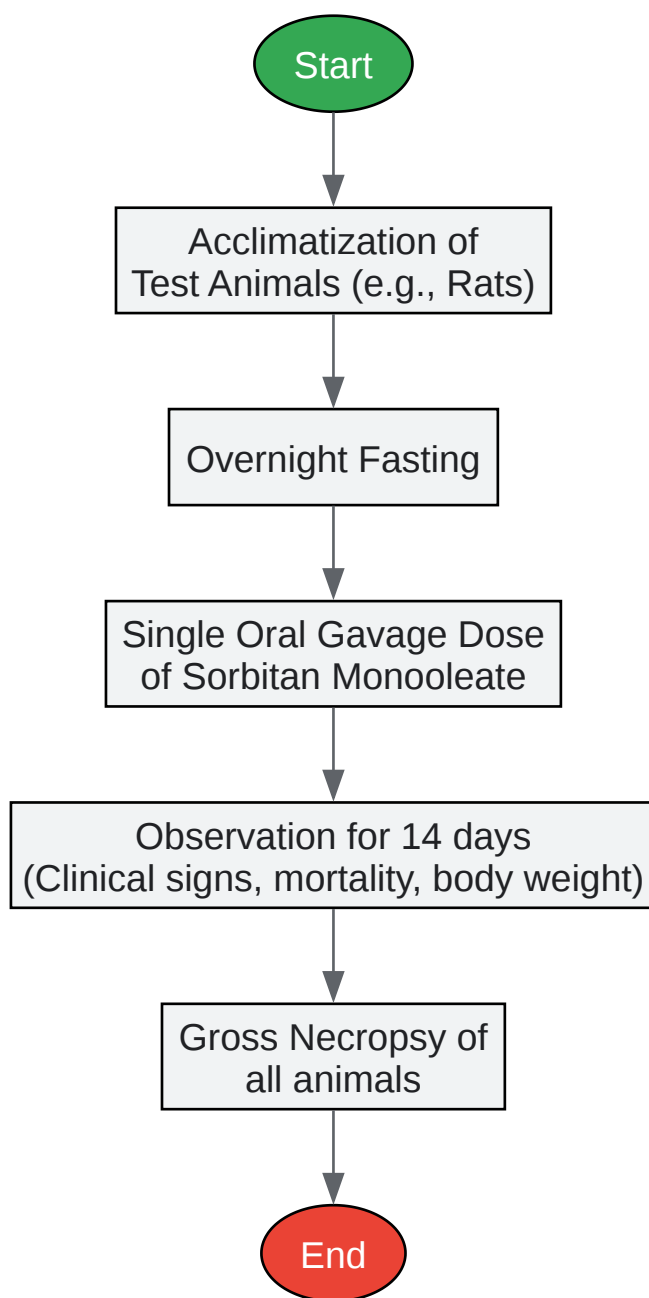 Start
Acclimatization of
Test Animals (e.g., Rats)
Overnight Fasting
Single Oral Gavage Dose
of Sorbitan Monooleate
Observation for 14 days
(Clinical signs, mortality, body weight)
Gross Necropsy of
all animals
End